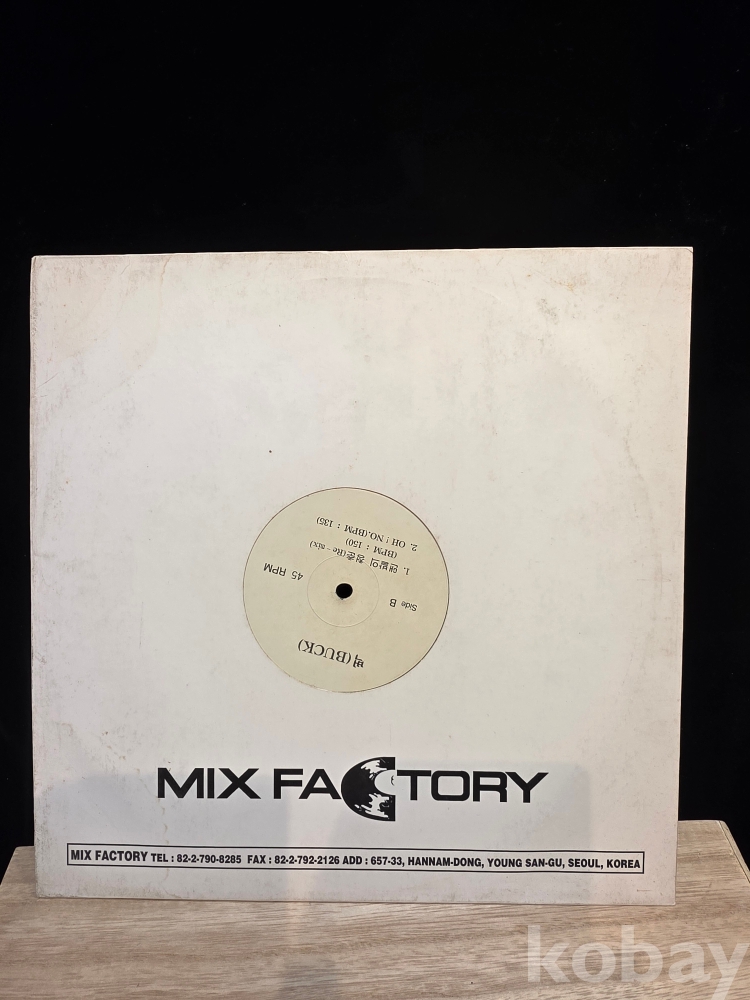 벅(BUCK)
Side B
45 RPM
1. 맨발의 청춘(Re-mix)
(BPM : 150)
2. OH ! NO.(BPM : 135)
MIX FACTORY
MIX FACTORY TEL : 82-2-790-8285 FAX : 82-2-792-2126 ADD : 657-33, HANNAM-DONG, YOUNG SAN-GU, SEOUL, KOREA
kobay